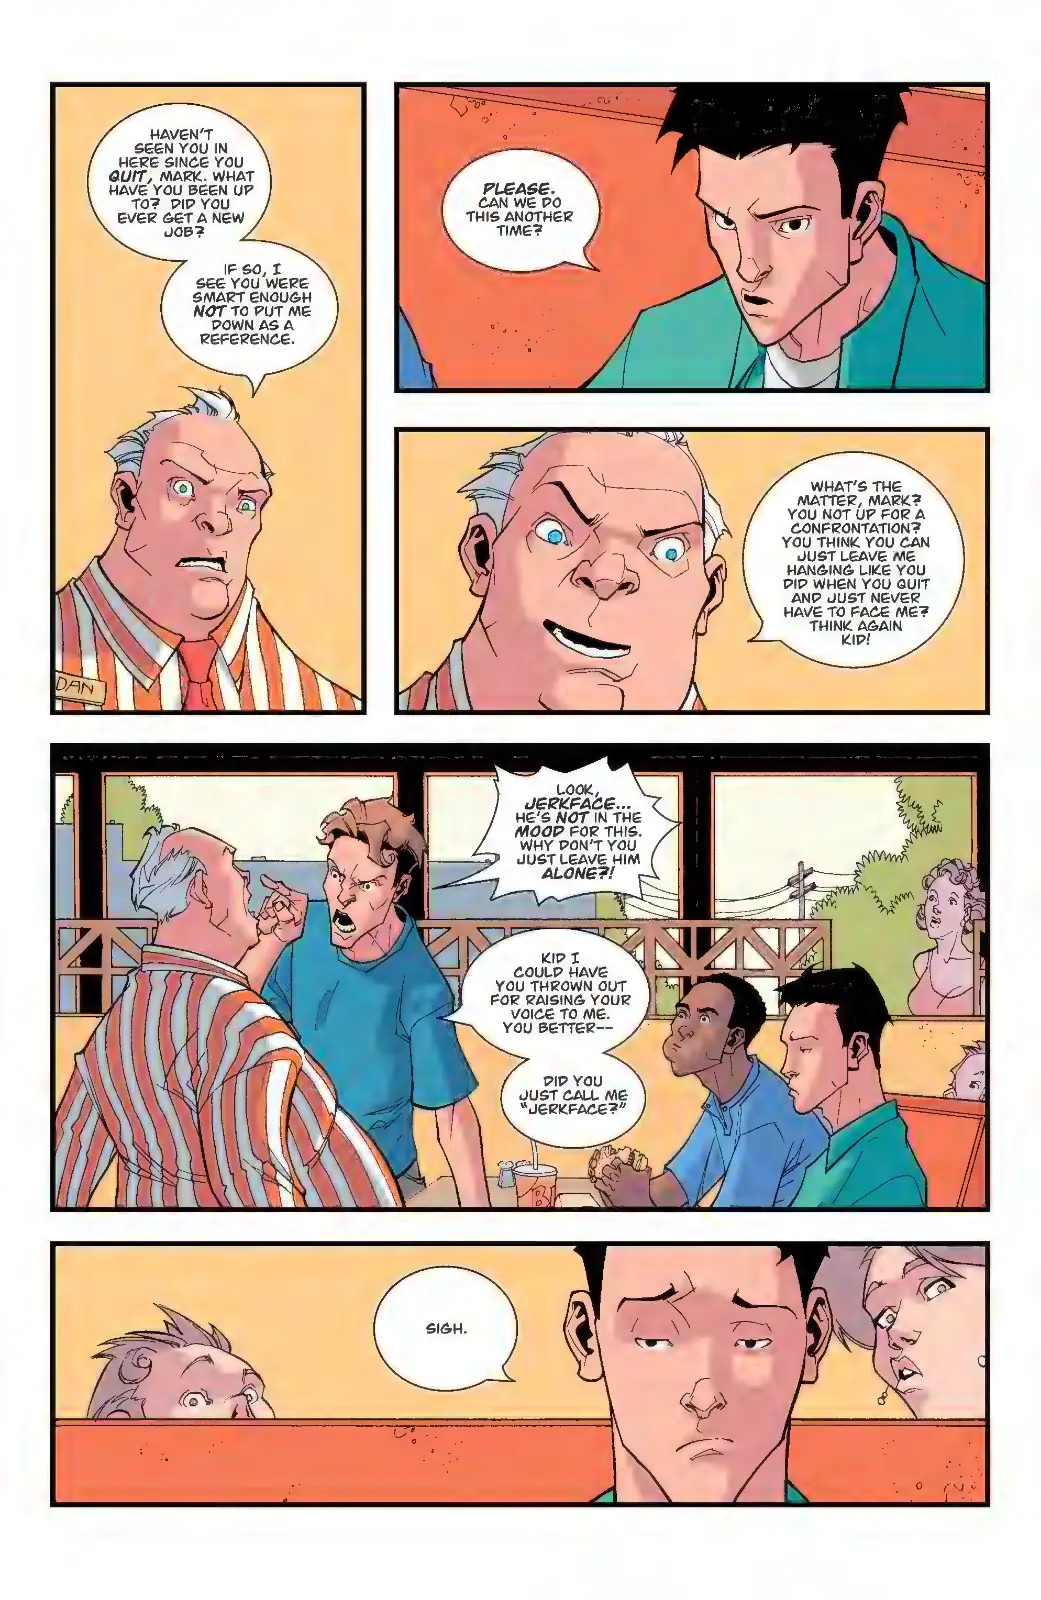 HAVEN'T
SEEN YOU IN
HERE SINCE YOU
QUIT, MARK. WHAT
HAVE YOU BEEN UP
TO? DID YOU
EVER GET A NEW
JOB?
IF SO, I
SEE YOU WERE
SMART ENOUGH
NOT TO PUT ME
DOWN AS A
REFERENCE.
DAN
PLEASE.
CAN WE DO
THIS ANOTHER
TIME?
WHAT'S THE
MATTER, MARK?
YOU NOT UP FOR A
CONFRONTATION?
YOU THINK YOU CAN
JUST LEAVE ME
HANGING LIKE YOU
DID WHEN YOU QUIT
AND JUST NEVER
HAVE TO FACE ME?
THINK AGAIN
KID!
LOOK,
JERKFACE...
HE'S NOT IN THE
MOOD FOR THIS.
WHY DON'T YOU
JUST LEAVE HIM
ALONE?!
KID I
COULD HAVE
YOU THROWN OUT
FOR RAISING YOUR
VOICE TO ME.
YOU BETTER--
DID YOU
JUST CALL ME
"JERKFACE?"
SIGH.